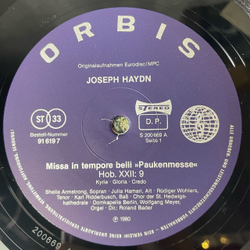 ORBIS
Originalaufnahmen Eurodisc/MPC
JOSEPH HAYDN
ST 33
STEREO
D. P.
Bestell-Nummer
91 619 7
S 200669 A
Seite 1
Missa in tempore belli »Paukenmesse«
Hob. XXII: 9
Kyrie · Gloria · Credo
Sheila Armstrong, Sopran · Julia Hamari, Alt · Rüdiger Wohlers,
Tenor · Karl Ridderbusch, Baß · Chor der St. Hedwigs-
kathedrale · Domkapelle Berlin, Wolfgang Meyer,
Orgel · Dir.: Roland Bader
℗ 1980
200669